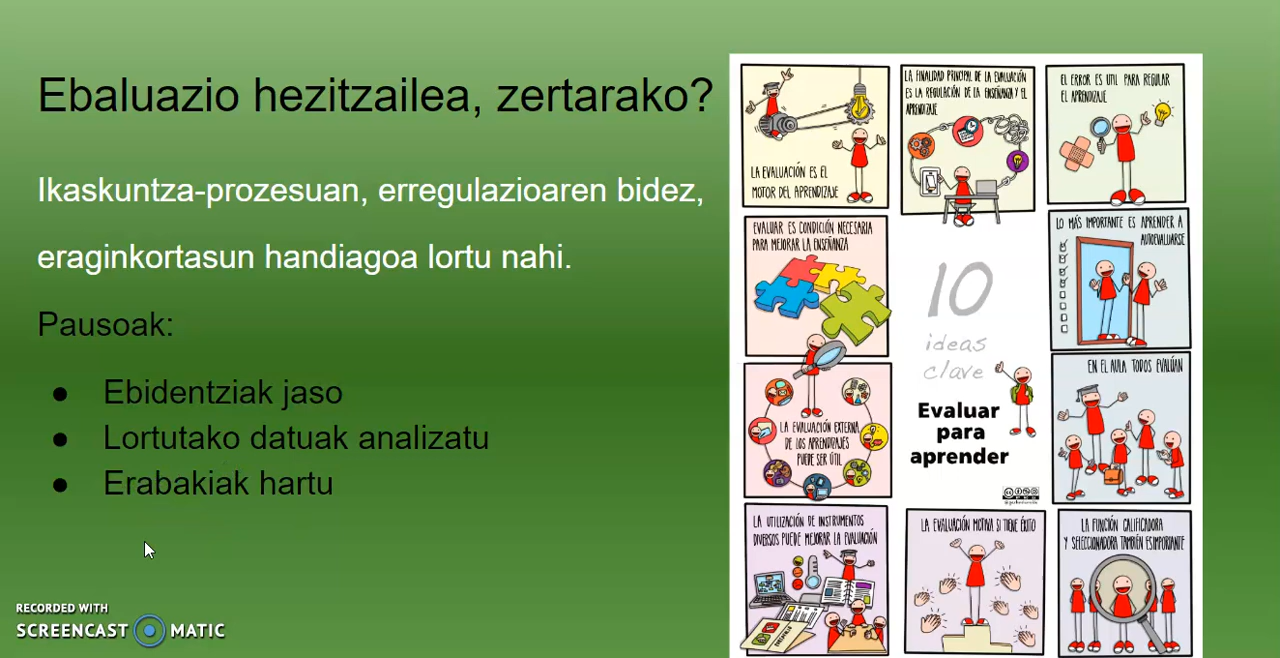 Ebaluazio hezitzailea, zertarako?
Ikaskuntza-prozesuan, erregulazioaren bidez,
eraginkortasun handiagoa lortu nahi.
Pausoak:
● Ebidentziak jaso
● Lortutako datuak analizatu
● Erabakiak hartu
RECORDED WITH
SCREENCAST MATIC
LA EVALUACIÓN ES EL
MOTOR DEL APRENDIZAJE
LA FINALIDAD PRINCIPAL DE LA EVALUACIÓN
ES LA REGULACIÓN DE LA ENSEÑANZA Y EL
APRENDIZAJE
EL ERROR ES UTIL PARA REGULAR
EL APRENDIZAJE
EVALUAR ES CONDICIÓN NECESARIA
PARA MEJORAR LA ENSEÑANZA
10
ideas
clave
Evaluar
para
aprender
LO MÁS IMPORTANTE ES APRENDER A
AUTOEVALUARSE
LA EVALUACIÓN EXTERNA
DE LOS APRENDIZAJES
PUEDE SER ÚTIL
EN EL AULA TODOS EVALÚAN
LA UTILIZACIÓN DE INSTRUMENTOS
DIVERSOS PUEDE MEJORAR LA EVALUACIÓN
LA EVALUACIÓN MOTIVA SI TIENE ÉXITO
LA FUNCIÓN CALIFICADORA
Y SELECCIONADORA TAMBIÉN ES IMPORTANTE